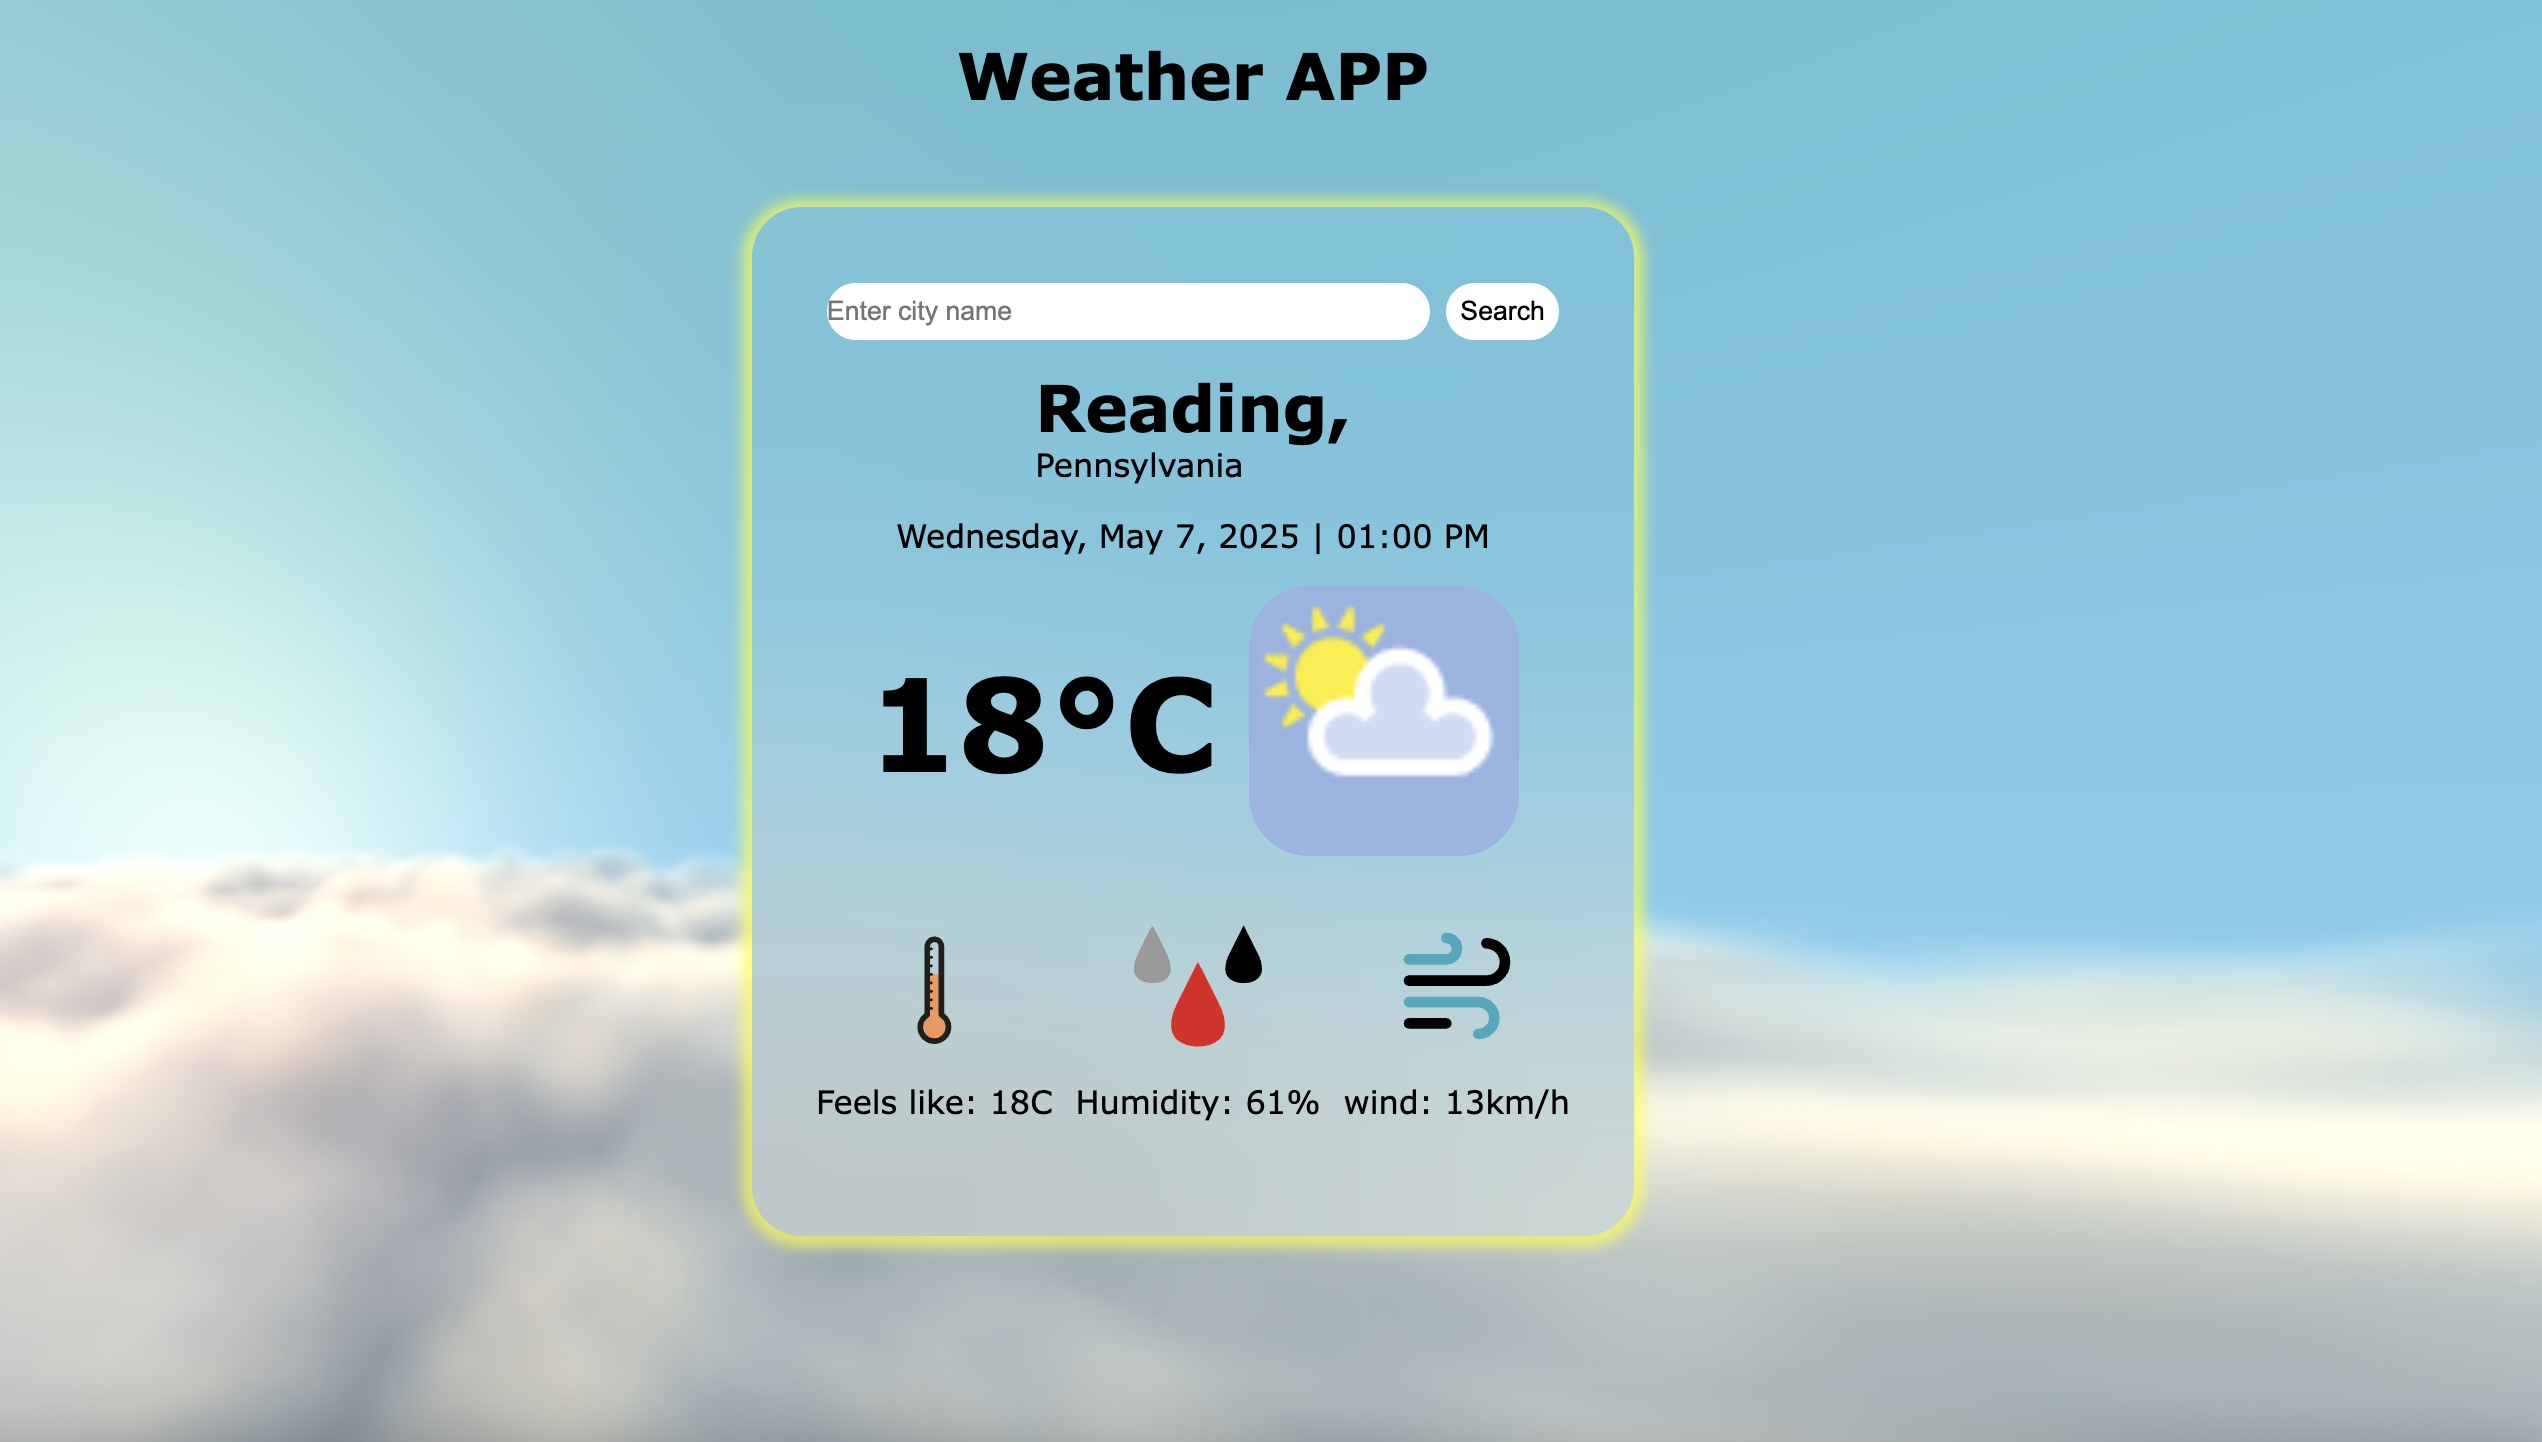 Weather APP
Enter city name
Search
Reading,
Pennsylvania
Wednesday, May 7, 2025 | 01:00 PM
18°C
Feels like: 18C Humidity: 61% wind: 13km/h